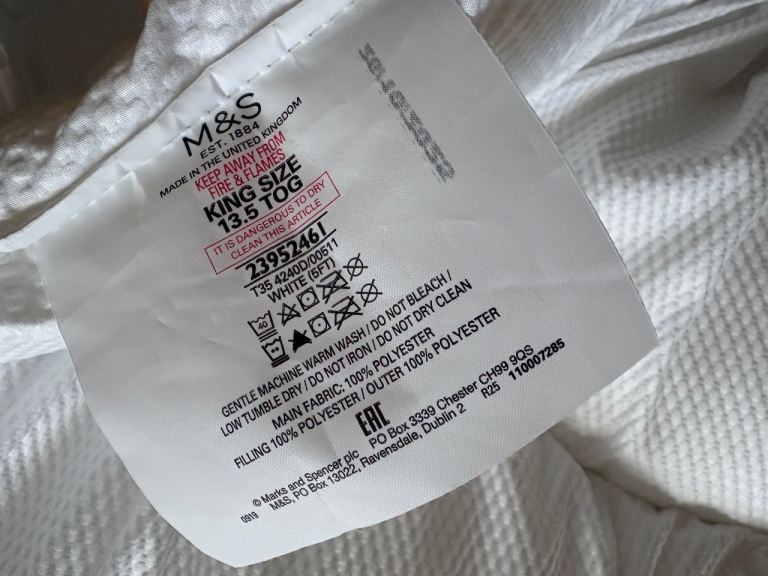 M&S
EST. 1884
MADE IN THE UNITED KINGDOM
KEEP AWAY FROM
FIRE & FLAMES
KING SIZE
13.5 TOG
IT IS DANGEROUS TO DRY
CLEAN THIS ARTICLE
23952461
T35 4240D/00511
WHITE (5FT)
40
GENTLE MACHINE WARM WASH / DO NOT BLEACH /
LOW TUMBLE DRY / DO NOT IRON / DO NOT DRY CLEAN
MAIN FABRIC: 100% POLYESTER
FILLING 100% POLYESTER / OUTER 100% POLYESTER
EAC
© Marks and Spencer plc PO Box 3339 Chester CH99 9QS
M&S, PO Box 13022, Ravensdale, Dublin 2 R25 110007285
0919